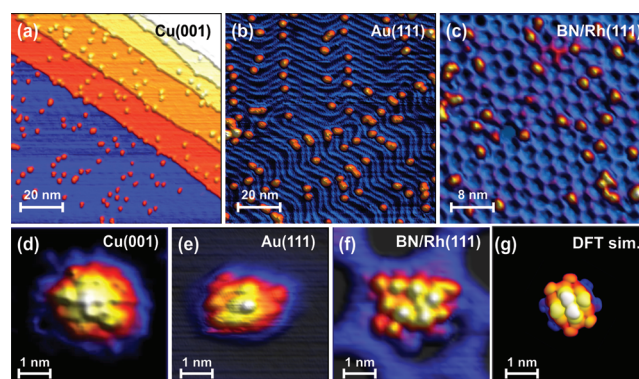 (a) Cu(001)
20 nm
(b) Au(111)
20 nm
(c) BN/Rh(111)
8 nm
(d) Cu(001)
1 nm
(e) Au(111)
1 nm
(f) BN/Rh(111)
1 nm
(g) DFT sim.
1 nm